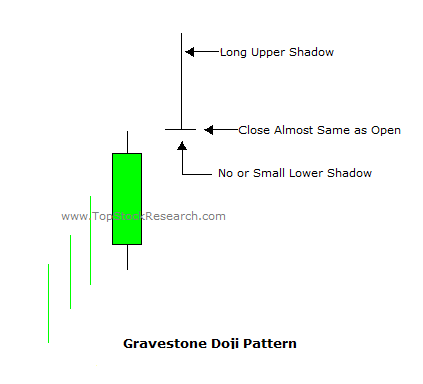 Long Upper Shadow
Close Almost Same as Open
No or Small Lower Shadow
www.TopStockResearch.com
Gravestone Doji Pattern